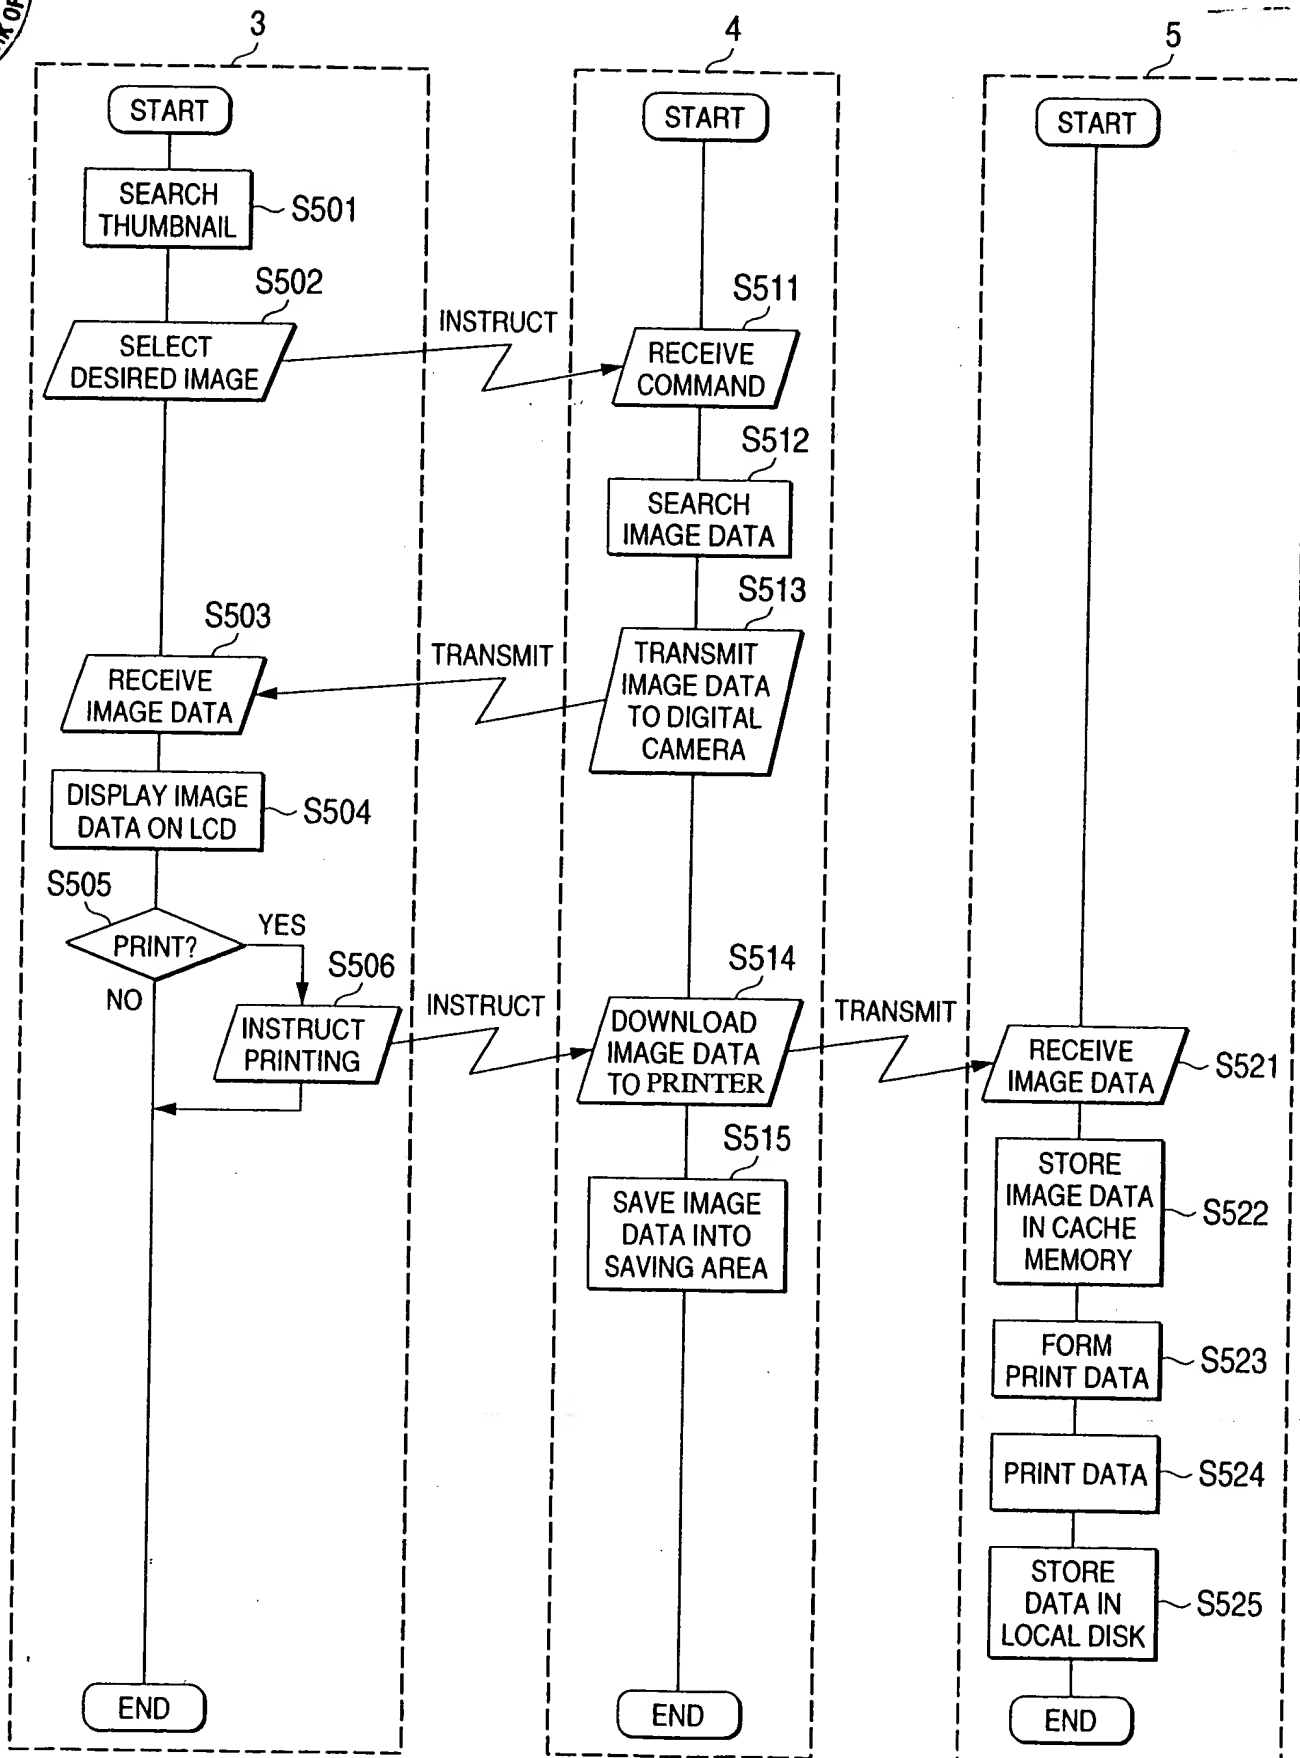 3
START
SEARCH
THUMBNAIL
S501
S502
SELECT
DESIRED IMAGE
S503
RECEIVE
IMAGE DATA
DISPLAY IMAGE
DATA ON LCD
S504
S505
PRINT?
YES
NO
S506
INSTRUCT
PRINTING
END
INSTRUCT
TRANSMIT
INSTRUCT
4
START
S511
RECEIVE
COMMAND
S512
SEARCH
IMAGE DATA
S513
TRANSMIT
IMAGE DATA
TO DIGITAL
CAMERA
S514
DOWNLOAD
IMAGE DATA
TO PRINTER
S515
SAVE IMAGE
DATA INTO
SAVING AREA
END
TRANSMIT
5
START
RECEIVE
IMAGE DATA
S521
STORE
IMAGE DATA
IN CACHE
MEMORY
S522
FORM
PRINT DATA
S523
PRINT DATA
S524
STORE
DATA IN
LOCAL DISK
S525
END